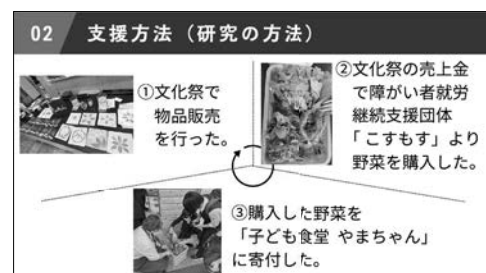 02 支援方法（研究の方法）
①文化祭で
物品販売
を行った。
②文化祭の売上金
で障がい者就労
継続支援団体
「こすもす」より
野菜を購入した。
③購入した野菜を
「子ども食堂 やまちゃん」
に寄付した。